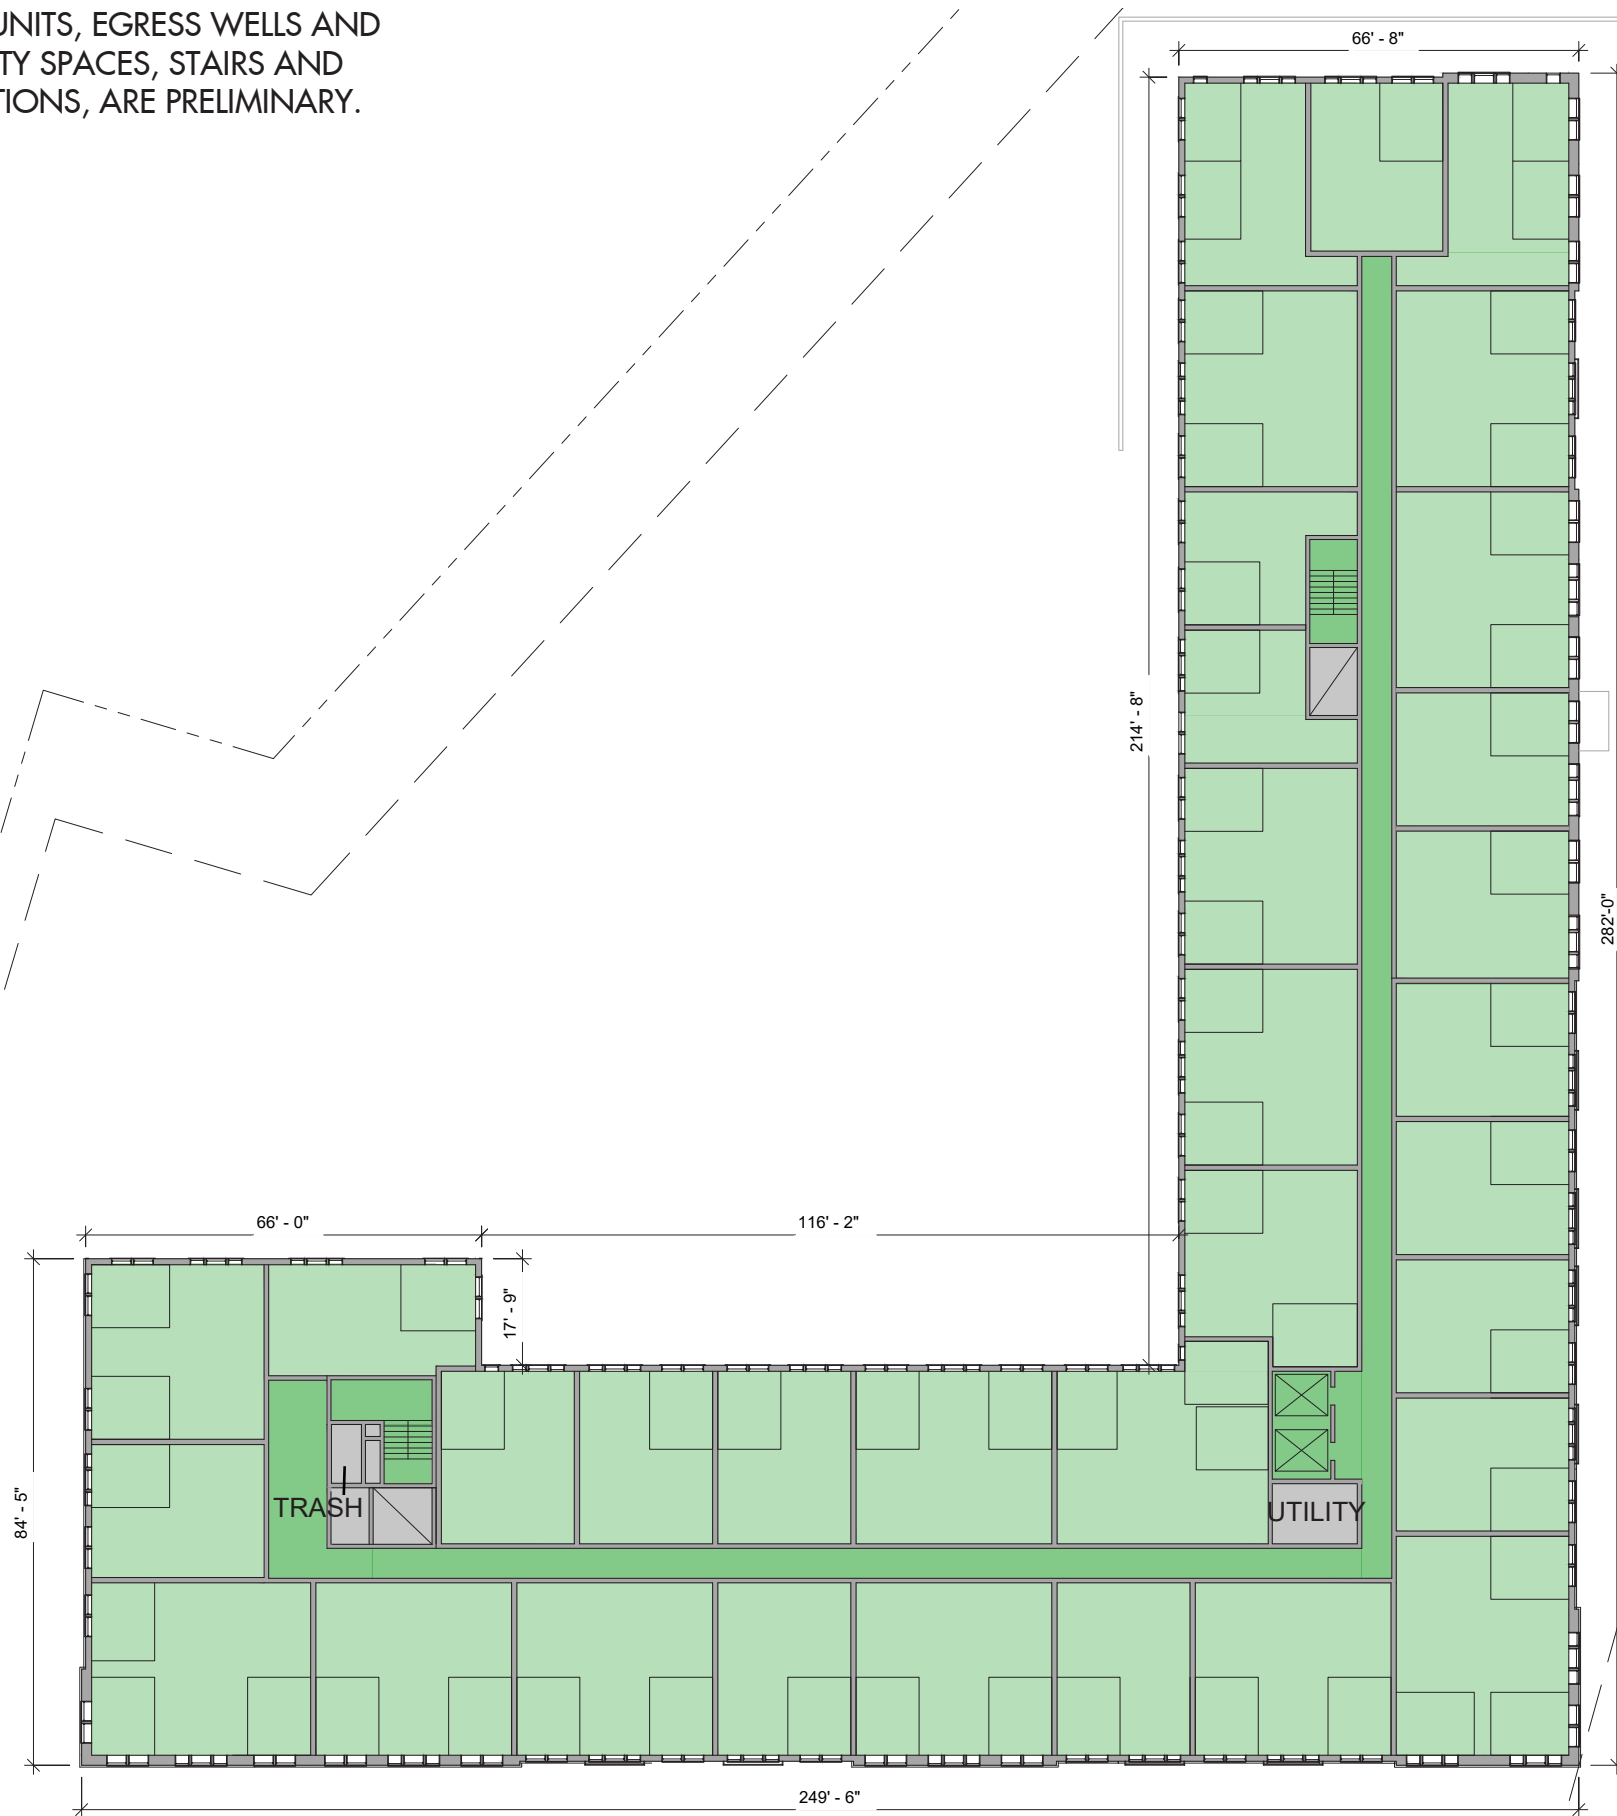 UNITS, EGRESS WELLS AND
TY SPACES, STAIRS AND
TIONS, ARE PRELIMINARY.
66' - 8"
214' - 8"
282'-0"
66' - 0"
116' - 2"
17' - 9"
84' - 5"
TRASH
UTILITY
249' - 6"